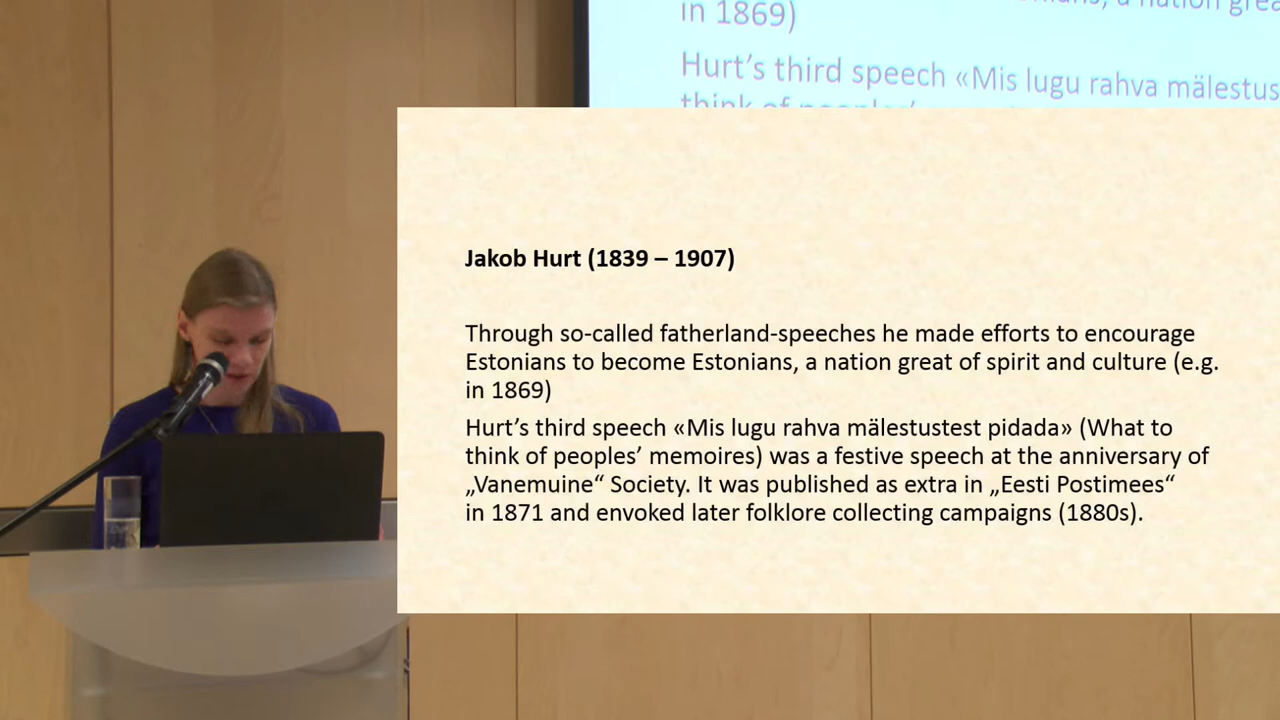 in 1869)
Hurt's third speech «Mis lugu rahva
think of peoples'
Jakob Hurt (1839 – 1907)
Through so-called fatherland-speeches he made efforts to encourage
Estonians to become Estonians, a nation great of spirit and culture (e.g.
in 1869)
Hurt's third speech «Mis lugu rahva mälestustest pidada» (What to
think of peoples' memoires) was a festive speech at the anniversary of
„Vanemuine“ Society. It was published as extra in „Eesti Postimees“
in 1871 and envoked later folklore collecting campaigns (1880s).